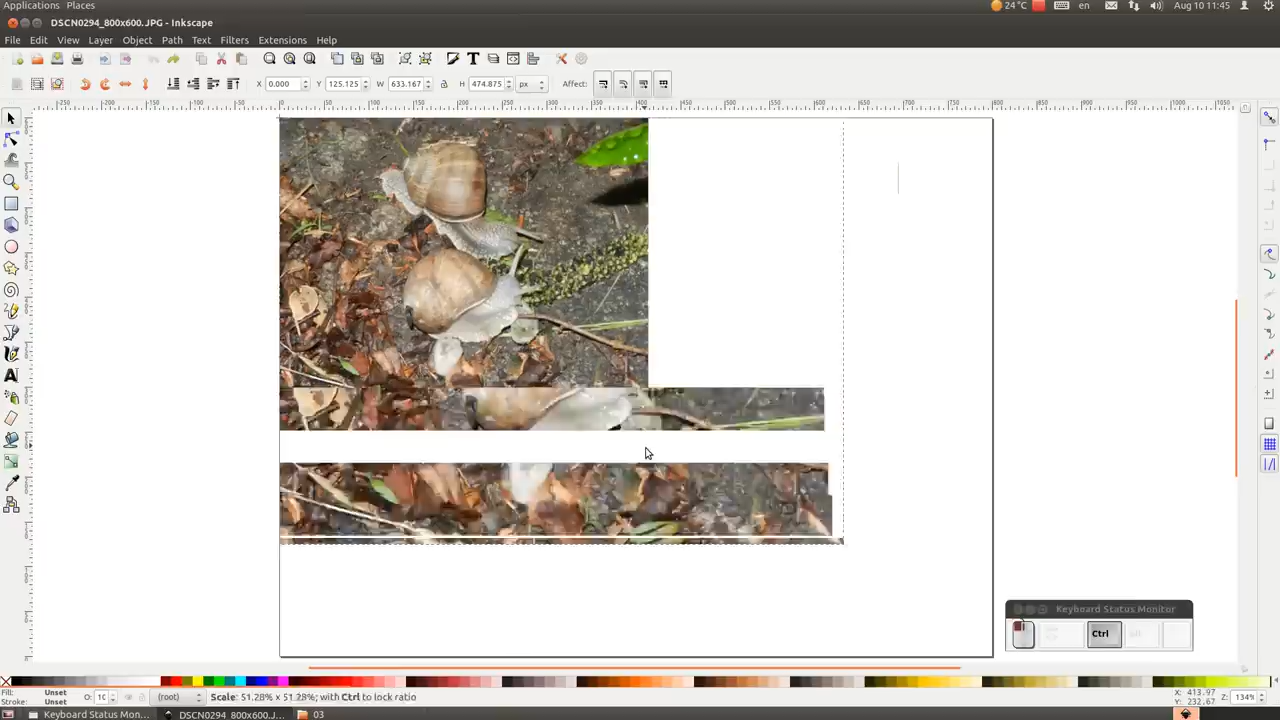 Applications Places
24°C en Aug 10 11:45
DSCN0294_800x600.JPG - Inkscape
File Edit View Layer Object Path Text Filters Extensions Help
X 0.000 Y 125.125 W 633.167 H 474.875 px Affect:
Keyboard Status Monitor
Ctrl
Fill: Unset
Stroke: Unset
O: (root) Scale: 51.28% x 51.28%; with Ctrl to lock ratio
X: 413.97
Y: 232.67
Z: 134%
Keyboard Status Mon... DSCN0294_800x600.J... 03